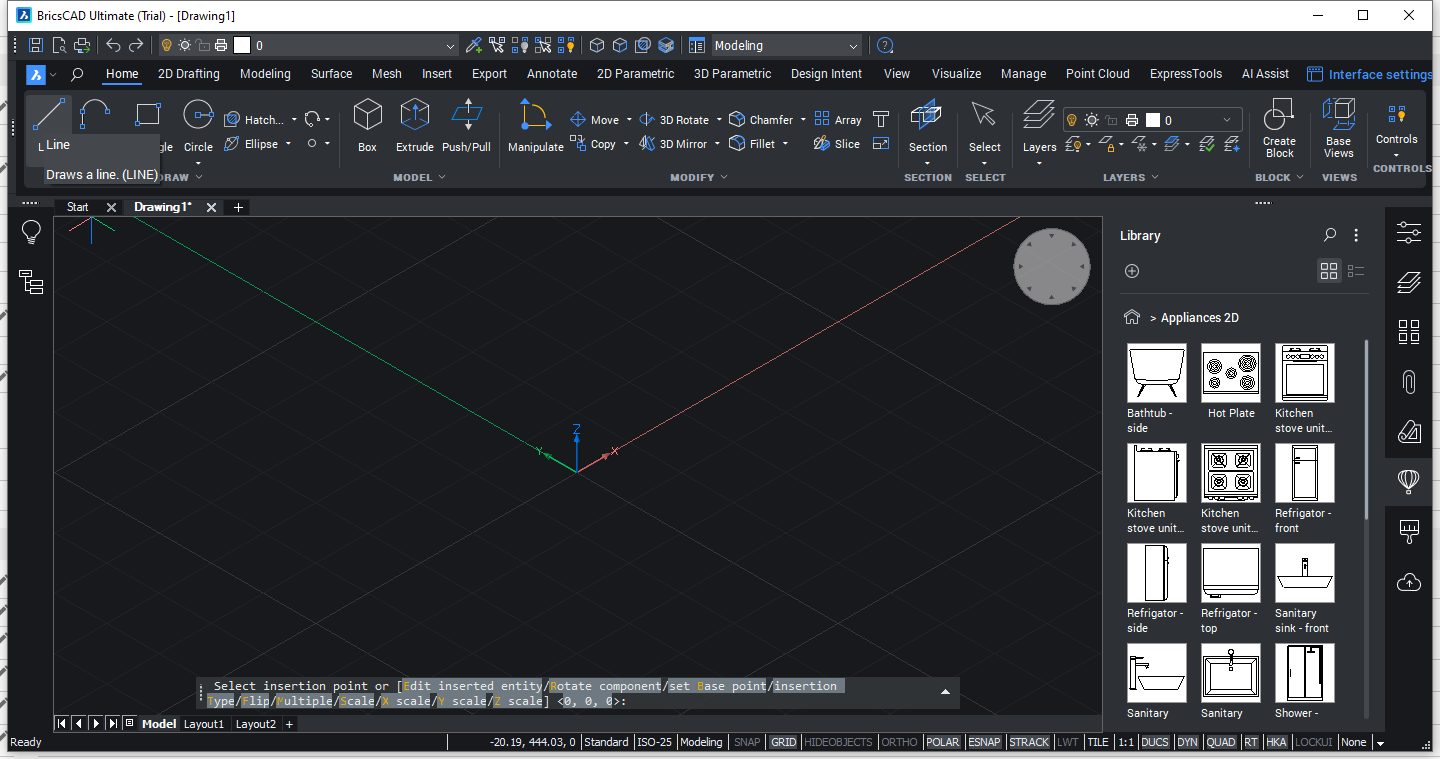 BricsCAD Ultimate (Trial) - [Drawing1]
0
Modeling
Home
2D Drafting
Modeling
Surface
Mesh
Insert
Export
Annotate
2D Parametric
3D Parametric
Design Intent
View
Visualize
Manage
Point Cloud
ExpressTools
AI Assist
Interface settings
Hatch...
Move
3D Rotate
Chamfer
Array
0
L
Line
gle
Circle
Ellipse
Box
Extrude
Push/Pull
Manipulate
Copy
3D Mirror
Fillet
Slice
Section
Select
Layers
Create
Block
Base
Views
Controls
Draws a line. (LINE)
RAW
MODEL
MODIFY
SECTION
SELECT
LAYERS
BLOCK
VIEWS
CONTROLS
Start
Drawing1*
Library
> Appliances 2D
Bathtub -
side
Hot Plate
Kitchen
stove unit...
Kitchen
stove unit...
Kitchen
stove unit...
Refrigator -
front
Refrigator -
side
Refrigator -
top
Sanitary
sink - front
Sanitary
Sanitary
Shower -
Z
Y
X
Select insertion point or [Edit inserted entity/Rotate component/set Base point/insertion
Type/Flip/Multiple/Scale/X scale/Y scale/Z scale] <0, 0, 0>:
Model
Layout1
Layout2
+
Ready
-20.19, 444.03, 0
Standard
ISO-25
Modeling
SNAP
GRID
HIDEOBJECTS
ORTHO
POLAR
ESNAP
STRACK
LWT
TILE
1:1
DUCS
DYN
QUAD
RT
HKA
LOCKUI
None